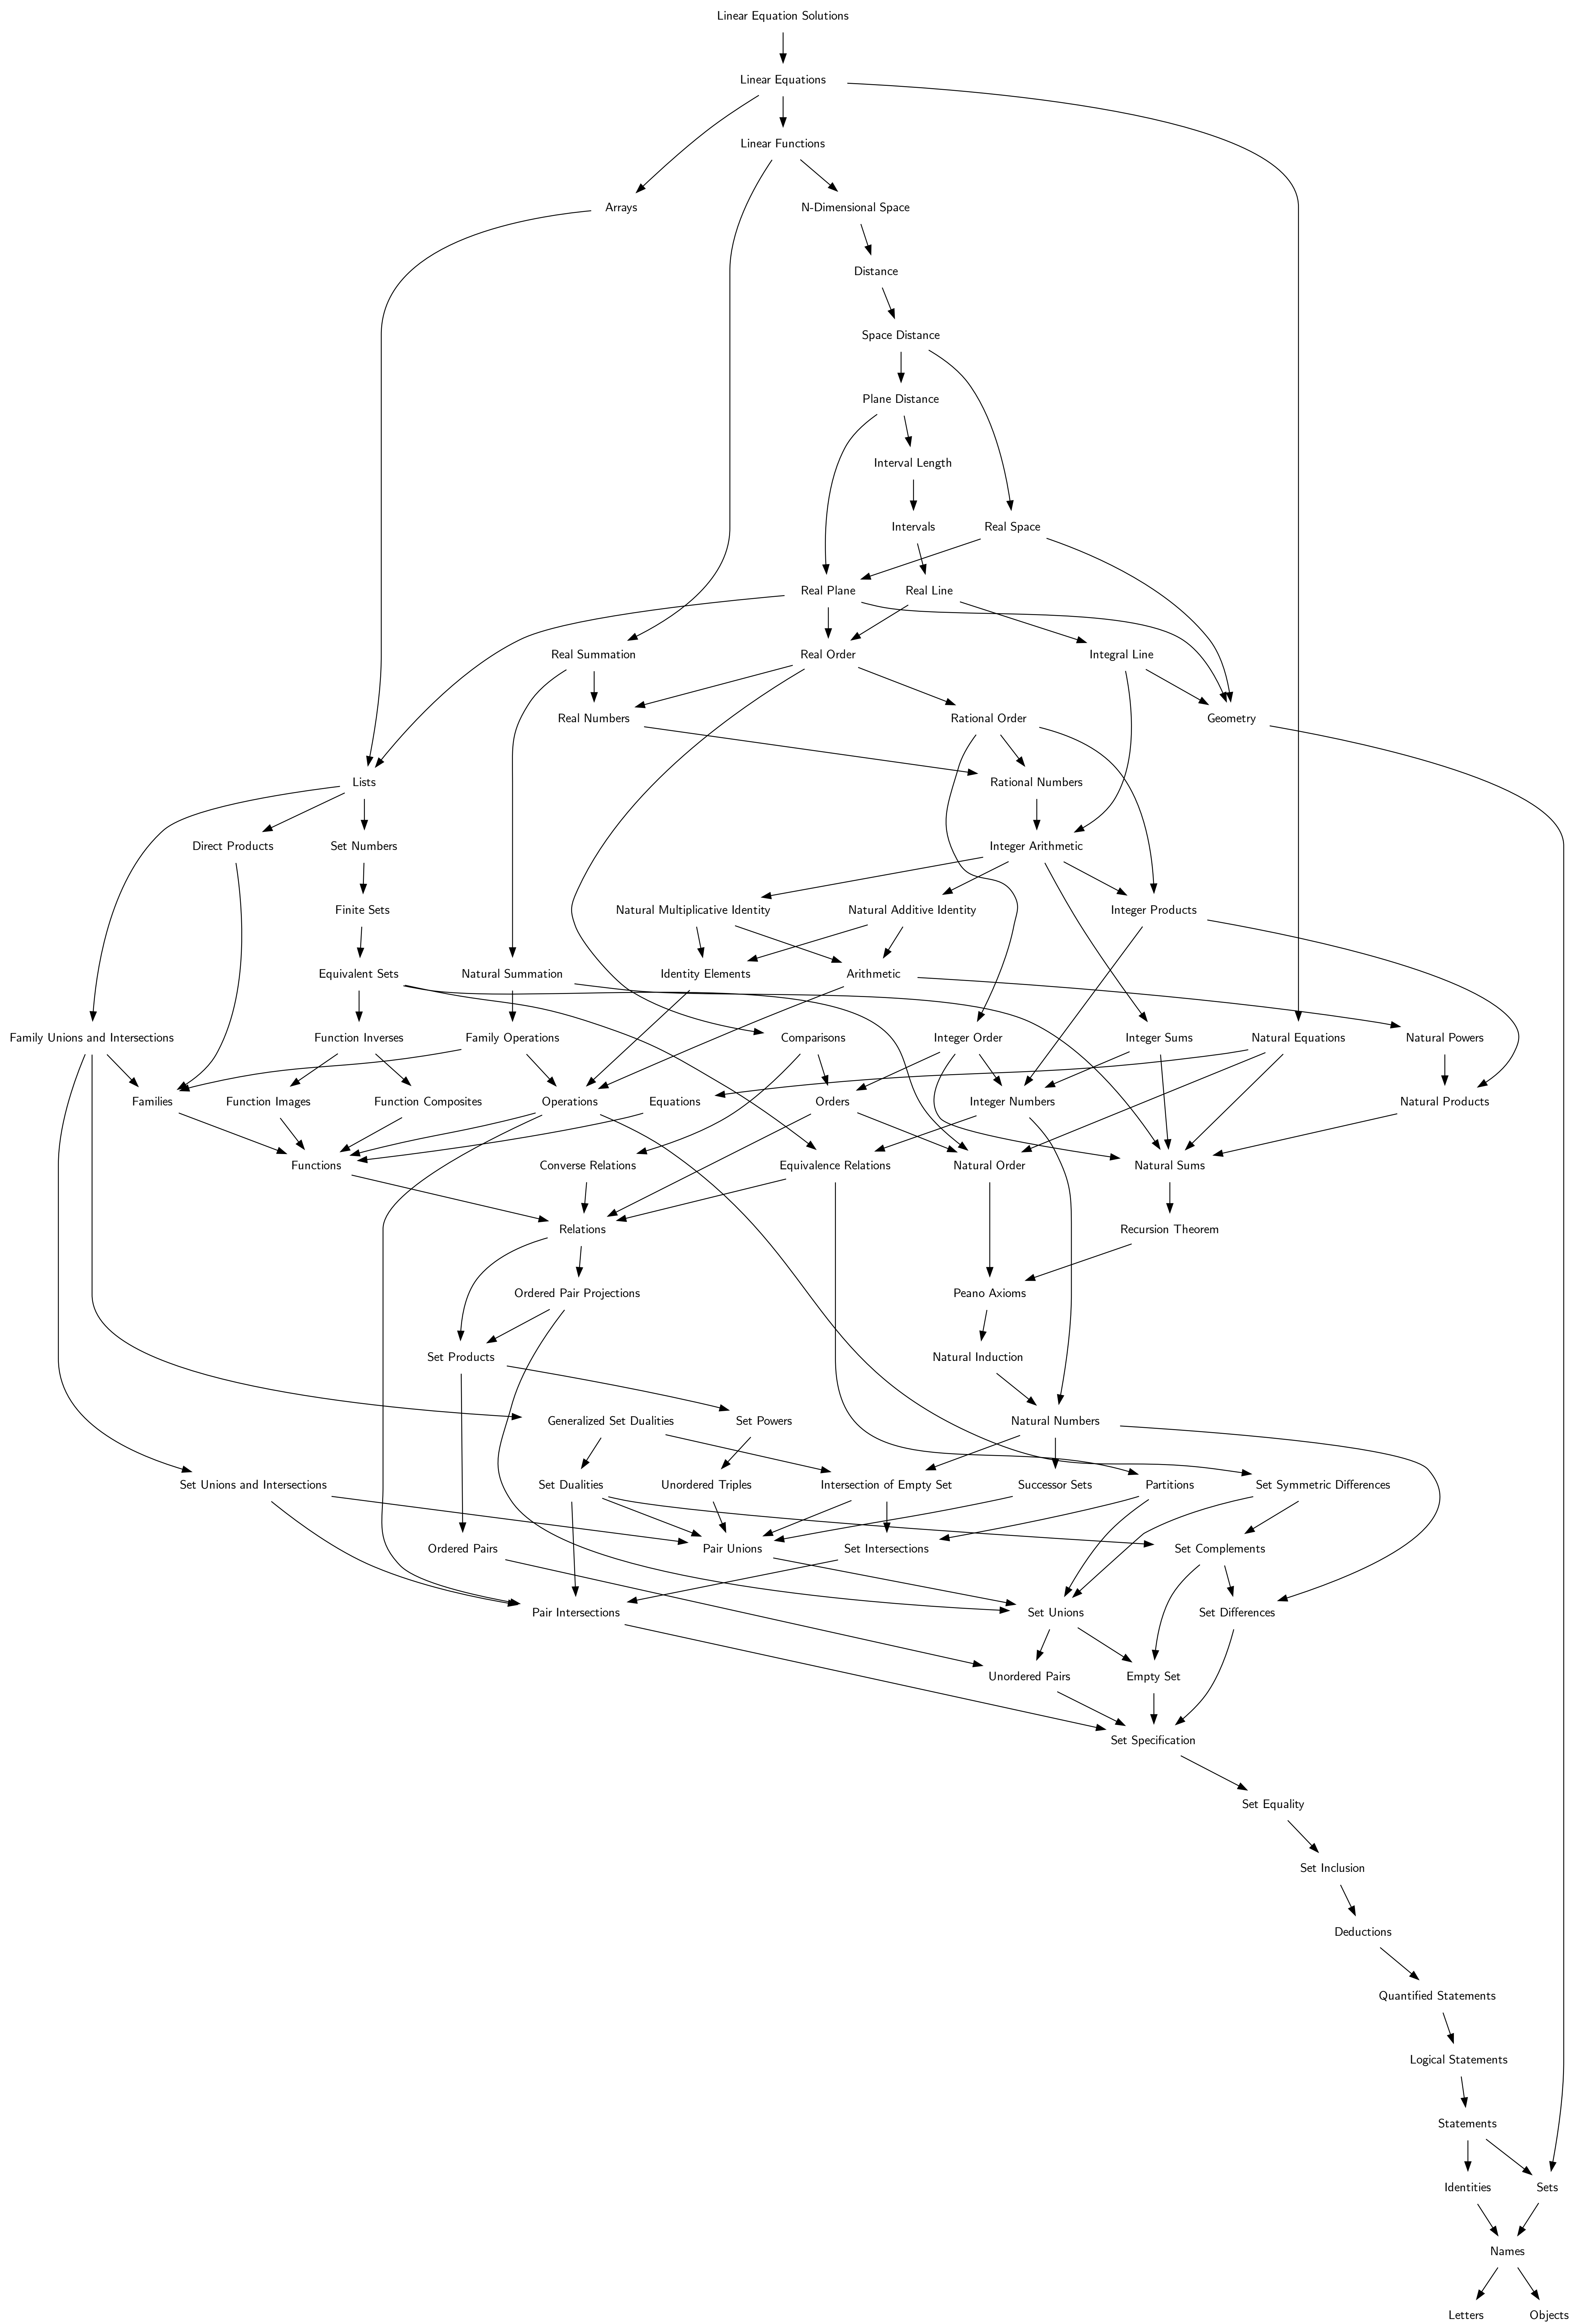 Linear Equation Solutions
Linear Equations
Linear Functions
Arrays
N-Dimensional Space
Distance
Space Distance
Plane Distance
Interval Length
Intervals
Real Space
Real Plane
Real Line
Real Summation
Real Order
Integral Line
Real Numbers
Rational Order
Geometry
Lists
Rational Numbers
Direct Products
Set Numbers
Integer Arithmetic
Finite Sets
Natural Multiplicative Identity
Natural Additive Identity
Integer Products
Equivalent Sets
Natural Summation
Identity Elements
Arithmetic
Family Unions and Intersections
Function Inverses
Family Operations
Comparisons
Integer Order
Integer Sums
Natural Equations
Natural Powers
Families
Function Images
Function Composites
Operations
Equations
Orders
Integer Numbers
Natural Products
Functions
Converse Relations
Equivalence Relations
Natural Order
Natural Sums
Relations
Recursion Theorem
Ordered Pair Projections
Peano Axioms
Set Products
Natural Induction
Generalized Set Dualities
Set Powers
Natural Numbers
Set Unions and Intersections
Set Dualities
Unordered Triples
Intersection of Empty Set
Successor Sets
Partitions
Set Symmetric Differences
Ordered Pairs
Pair Unions
Set Intersections
Set Complements
Pair Intersections
Set Unions
Set Differences
Unordered Pairs
Empty Set
Set Specification
Set Equality
Set Inclusion
Deductions
Quantified Statements
Logical Statements
Statements
Identities
Sets
Names
Letters
Objects